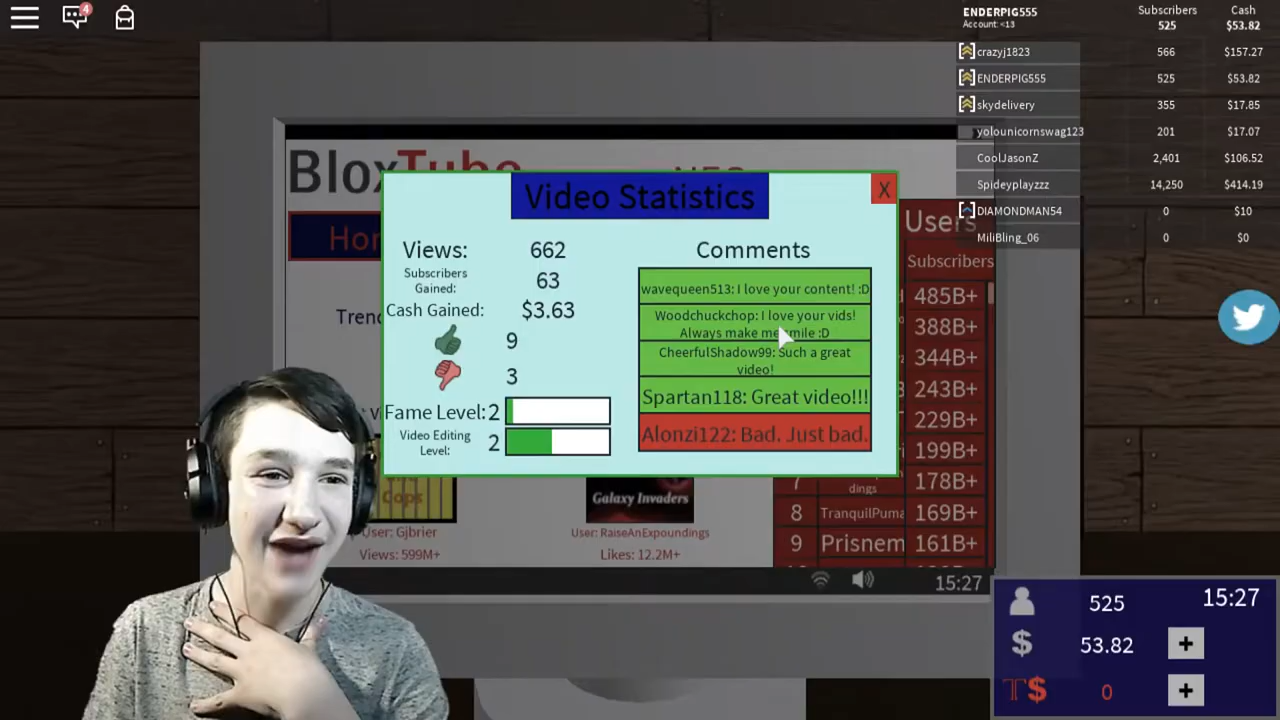 4
ENDERPIG555
Account: <13
Subscribers
525
Cash
$53.82
crazyj1823 566 $157.27
ENDERPIG555 525 $53.82
skydelivery 355 $17.85
yolounicornswag123 201 $17.07
CoolJasonZ 2,401 $106.52
Spideyplayzzz 14,250 $414.19
DIAMONDMAN54 0 $10
MiliBling_06 0 $0
BloxTube
Video Statistics
X
Views: 662
Subscribers
Gained: 63
Cash Gained: $3.63
9
3
Fame Level: 2
Video Editing
Level: 2
Comments
wavequeen513: I love your content! :D
Woodchuckchop: I love your vids!
Always make me smile :D
CheerfulShadow99: Such a great
video!
Spartan118: Great video!!!
Alonzi122: Bad. Just bad.
Users
Subscribers
485B+
388B+
344B+
243B+
229B+
199B+
7 dings 178B+
8 TranquilPuma 169B+
9 Prisnem 161B+
Hor
Trend
Cops
User: Gjbrier
Views: 599M+
Galaxy Invaders
User: RaiseAnExpoundings
Likes: 12.2M+
15:27
525
15:27
$ 53.82 +
T$ 0 +